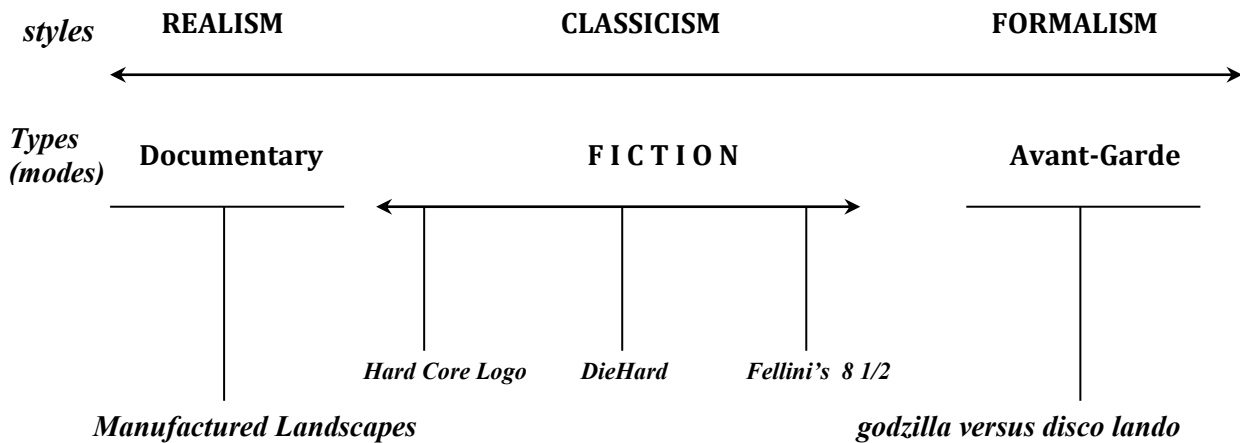 styles REALISM CLASSICISM FORMALISM
Types
(modes) Documentary F I C T I O N Avant-Garde
Hard Core Logo DieHard Fellini's 8 1/2
Manufactured Landscapes godzilla versus disco lando